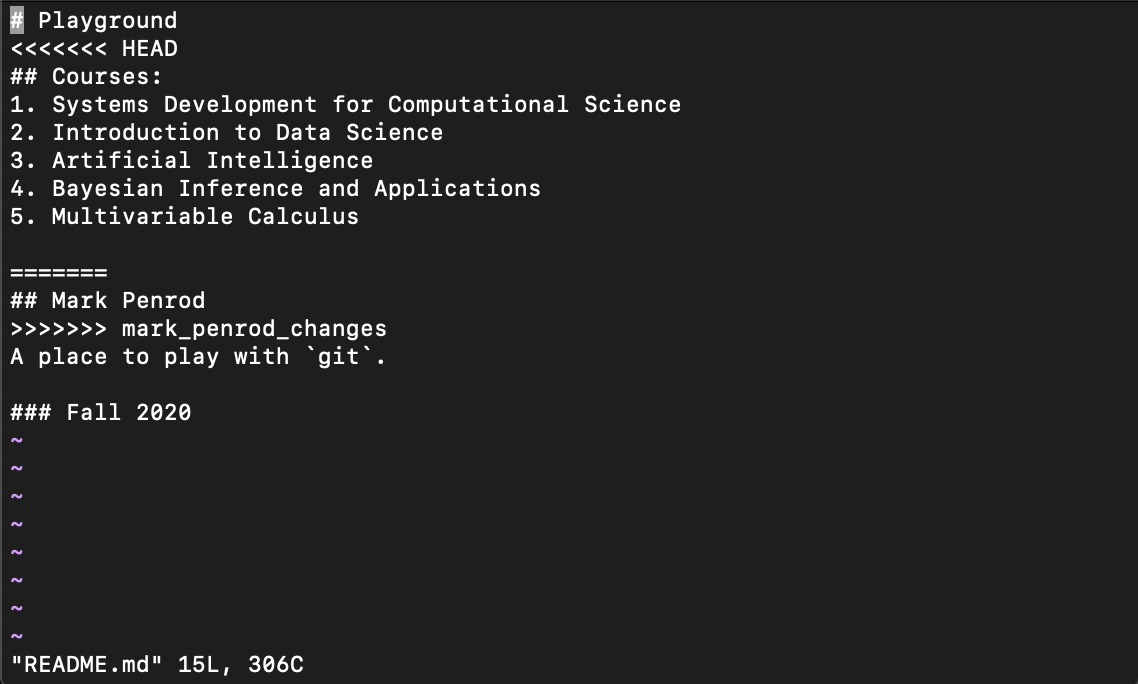 # Playground
<<<<<<< HEAD
## Courses:
1. Systems Development for Computational Science
2. Introduction to Data Science
3. Artificial Intelligence
4. Bayesian Inference and Applications
5. Multivariable Calculus

=======
## Mark Penrod
>>>>>>> mark_penrod_changes
A place to play with `git`.

### Fall 2020
~
~
~
~
~
~
~
~
"README.md" 15L, 306C